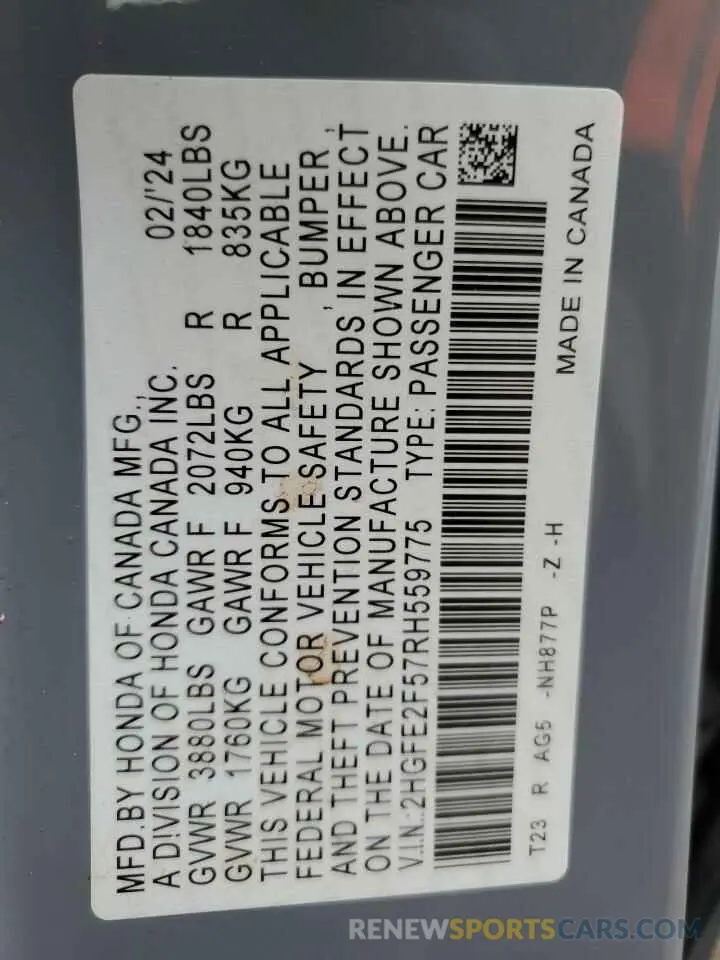 MFD.BY HONDA OF CANADA MFG., 02/'24
A DIVISION OF HONDA CANADA INC.
GVWR 3880LBS GAWR F 2072LBS R 1840LBS
GVWR 1760KG GAWR F 940KG R 835KG
THIS VEHICLE CONFORMS TO ALL APPLICABLE
FEDERAL MOTOR VEHICLE SAFETY , BUMPER ,
AND THEFT PREVENTION STANDARDS IN EFFECT
ON THE DATE OF MANUFACTURE SHOWN ABOVE.
V.I.N.:2HGFE2F57RH559775 TYPE: PASSENGER CAR
T23 R AG5 -NH877P -Z -H
MADE IN CANADA
RENEWSPORTSCARS.COM